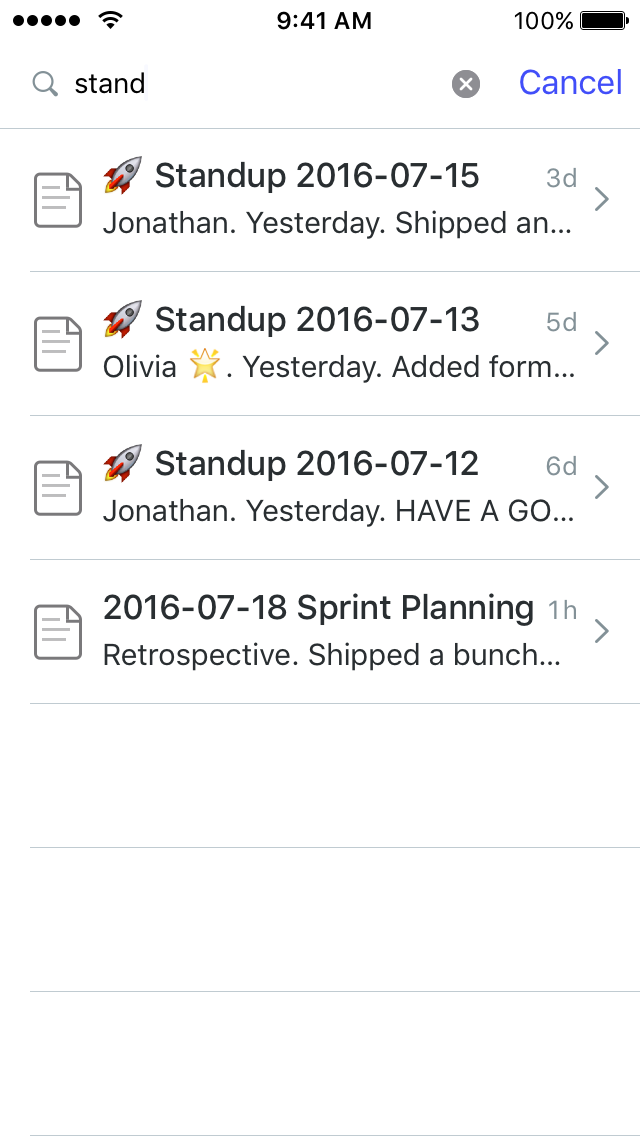 9:41 AM 100%
stand Cancel
🚀 Standup 2016-07-15 3d
Jonathan. Yesterday. Shipped an...
🚀 Standup 2016-07-13 5d
Olivia 🌟. Yesterday. Added form...
🚀 Standup 2016-07-12 6d
Jonathan. Yesterday. HAVE A GO...
2016-07-18 Sprint Planning 1h
Retrospective. Shipped a bunch...